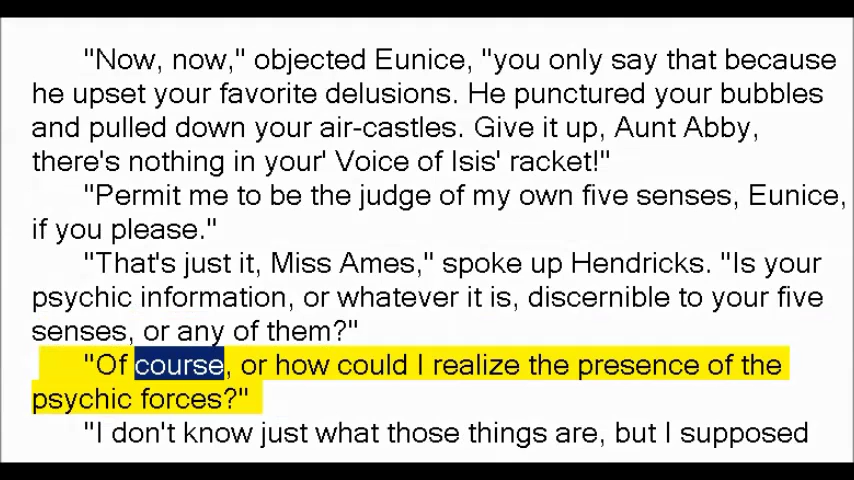 "Now, now," objected Eunice, "you only say that because
he upset your favorite delusions. He punctured your bubbles
and pulled down your air-castles. Give it up, Aunt Abby,
there's nothing in your' Voice of Isis' racket!"
"Permit me to be the judge of my own five senses, Eunice,
if you please."
"That's just it, Miss Ames," spoke up Hendricks. "Is your
psychic information, or whatever it is, discernible to your five
senses, or any of them?"
"Of course, or how could I realize the presence of the
psychic forces?"
"I don't know just what those things are, but I supposed